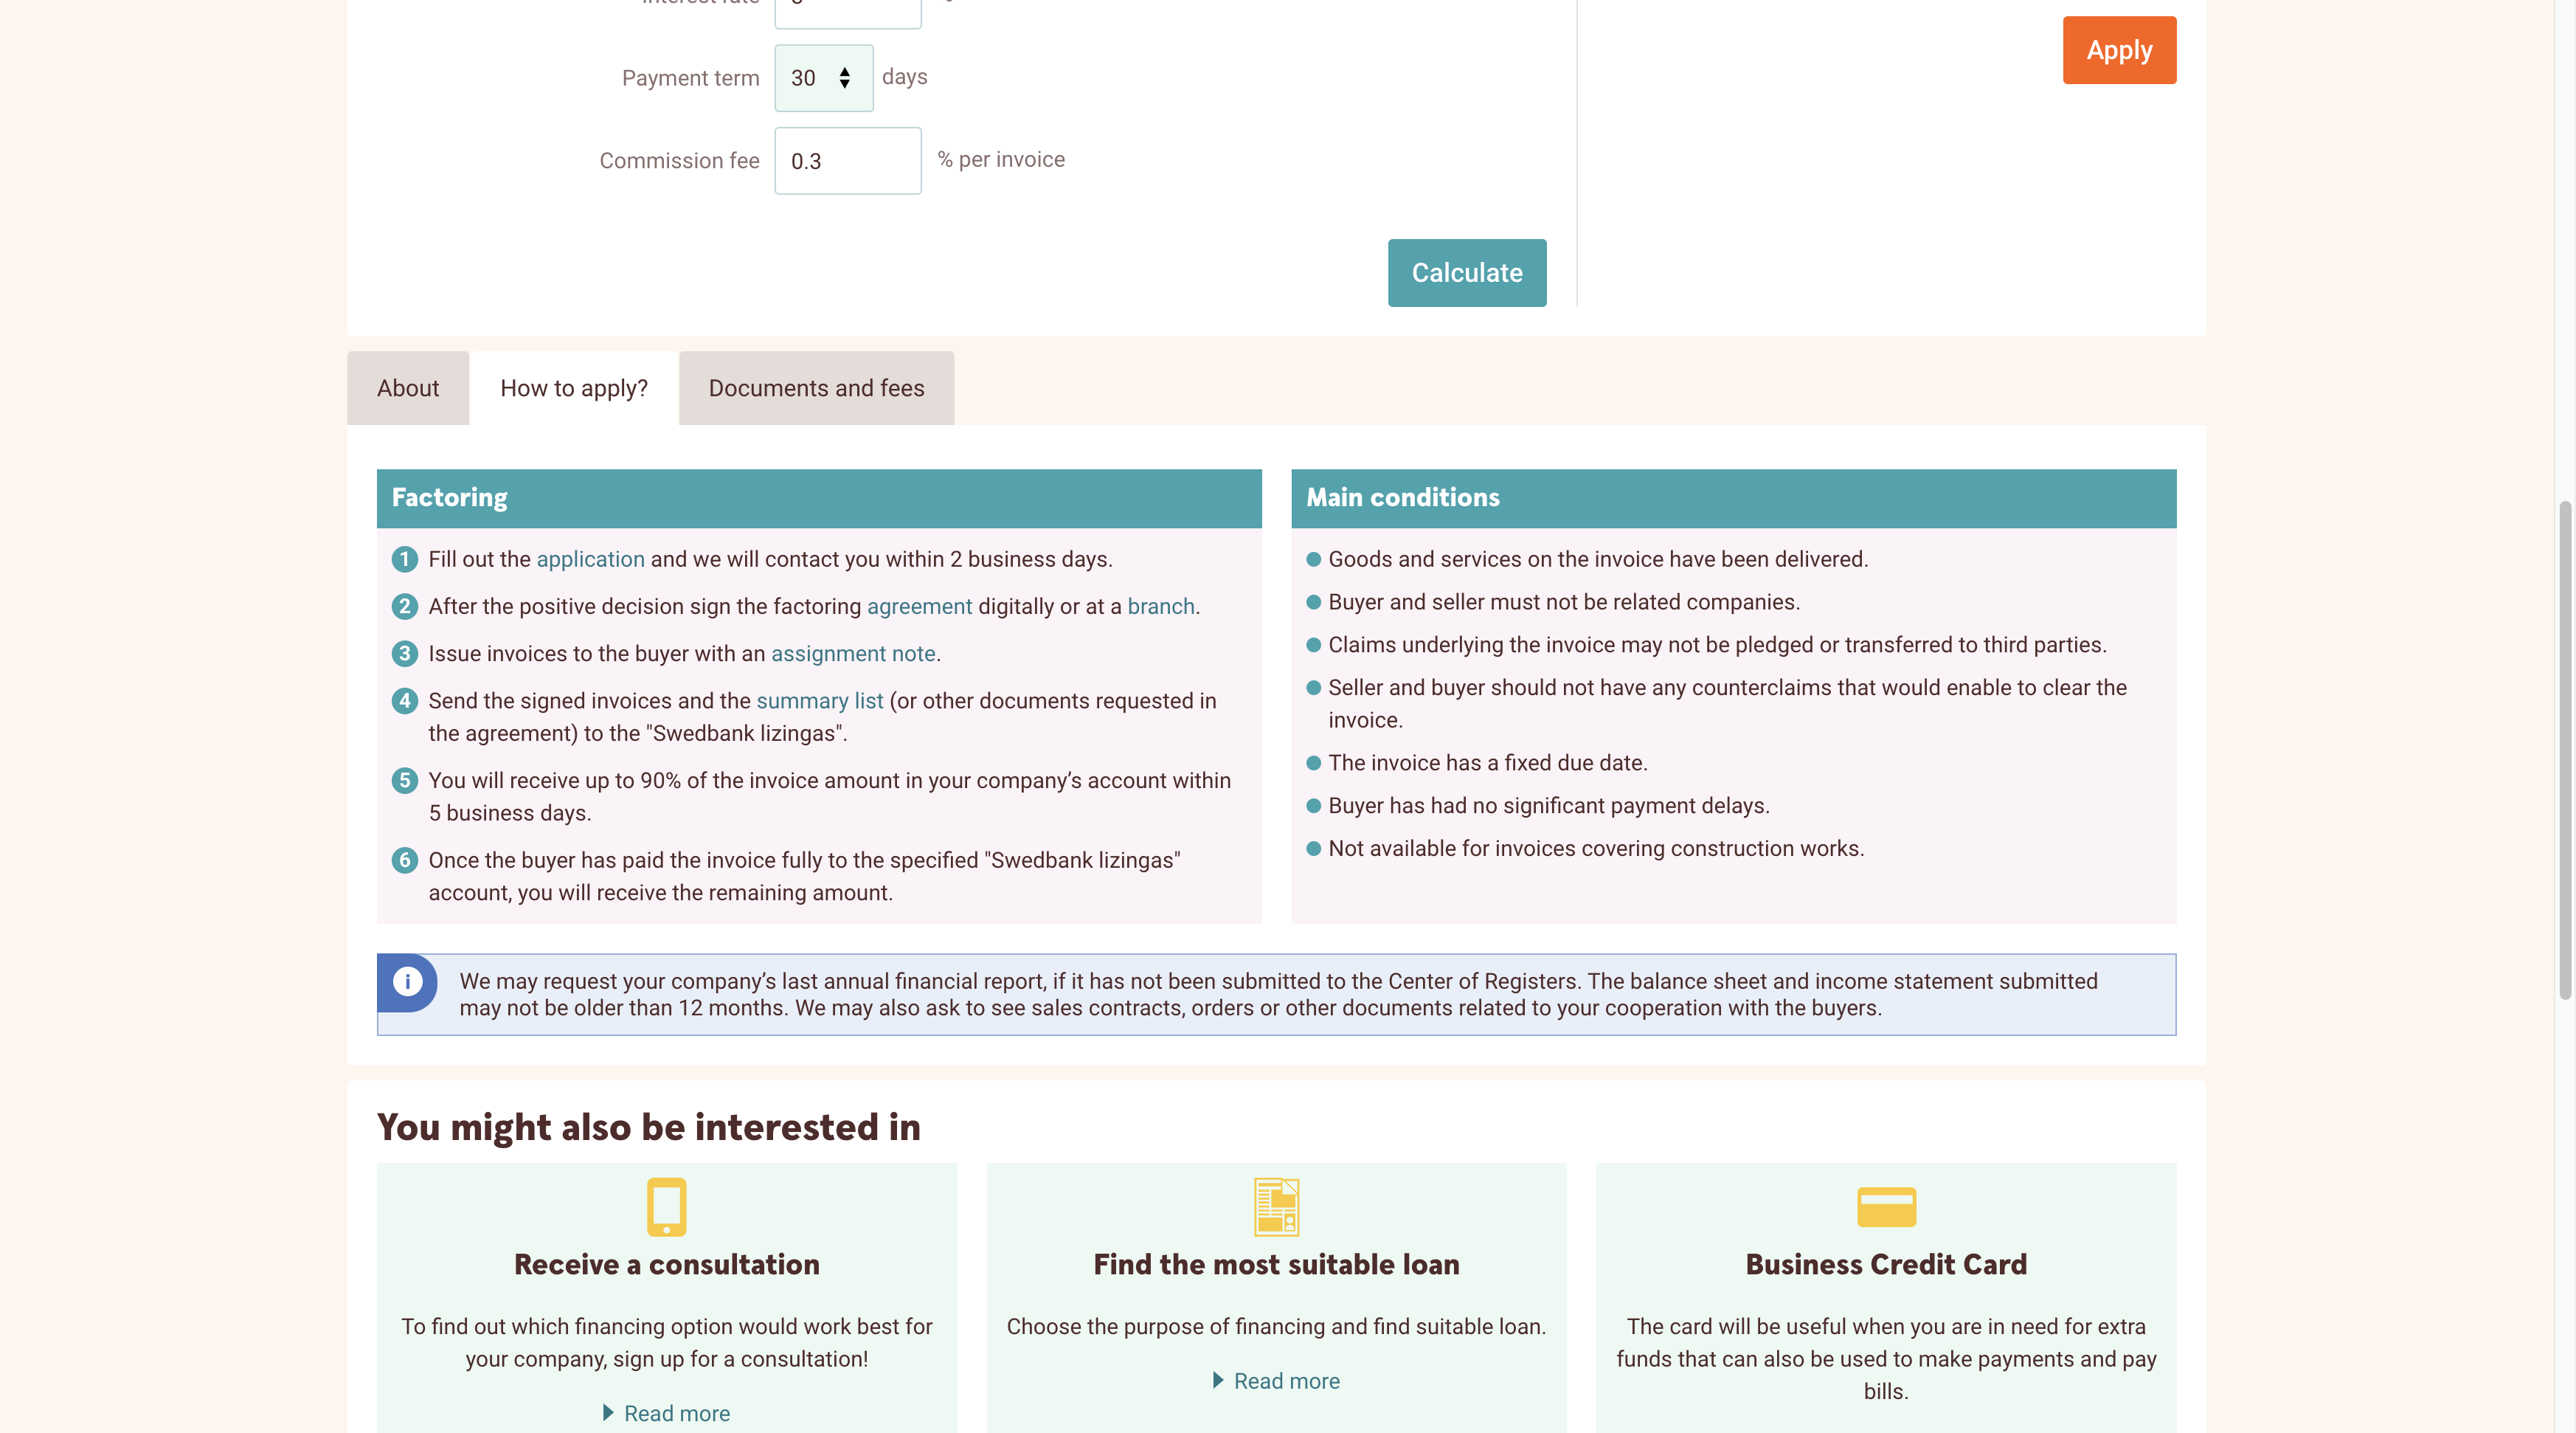 Apply
Payment term 30 days
Commission fee 0.3 % per invoice
Calculate
About How to apply? Documents and fees
Factoring
1 Fill out the application and we will contact you within 2 business days.
2 After the positive decision sign the factoring agreement digitally or at a branch.
3 Issue invoices to the buyer with an assignment note.
4 Send the signed invoices and the summary list (or other documents requested in
the agreement) to the "Swedbank lizingas".
5 You will receive up to 90% of the invoice amount in your company’s account within
5 business days.
6 Once the buyer has paid the invoice fully to the specified "Swedbank lizingas"
account, you will receive the remaining amount.
Main conditions
Goods and services on the invoice have been delivered.
Buyer and seller must not be related companies.
Claims underlying the invoice may not be pledged or transferred to third parties.
Seller and buyer should not have any counterclaims that would enable to clear the
invoice.
The invoice has a fixed due date.
Buyer has had no significant payment delays.
Not available for invoices covering construction works.
We may request your company’s last annual financial report, if it has not been submitted to the Center of Registers. The balance sheet and income statement submitted
may not be older than 12 months. We may also ask to see sales contracts, orders or other documents related to your cooperation with the buyers.
You might also be interested in
Receive a consultation
To find out which financing option would work best for
your company, sign up for a consultation!
Read more
Find the most suitable loan
Choose the purpose of financing and find suitable loan.
Read more
Business Credit Card
The card will be useful when you are in need for extra
funds that can also be used to make payments and pay
bills.